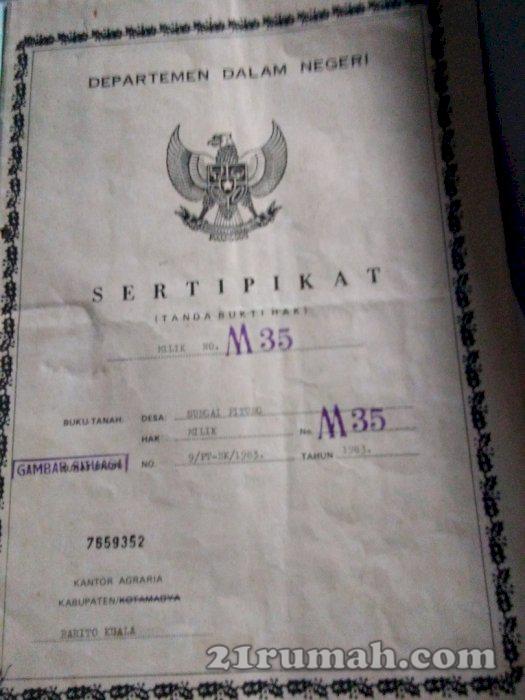 DEPARTEMEN DALAM NEGERI
SERTIPIKAT
(TANDA BUKTI HAK)
MILIK NO. M 35
BUKU TANAH: DESA: SUNGAI
HAK MILIK No. M 35
GAMBAR SITUASI NO. 9/PT-BK/1983. TAHUN 1983.
7659352
KANTOR AGRARIA
KABUPATEN/KOTAMADYA
BARITO KUALA
21rumah.com